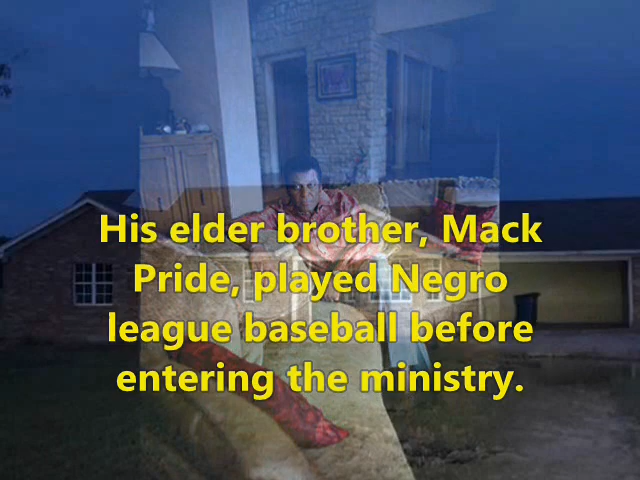 His elder brother, Mack
Pride, played Negro
league baseball before
entering the ministry.